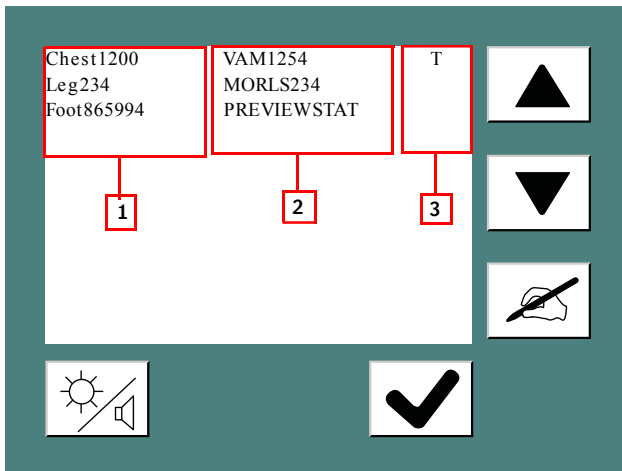 Chest1200 VAM1254 T
Leg234 MORLS234
Foot865994 PREVIEWSTAT
1 2 3